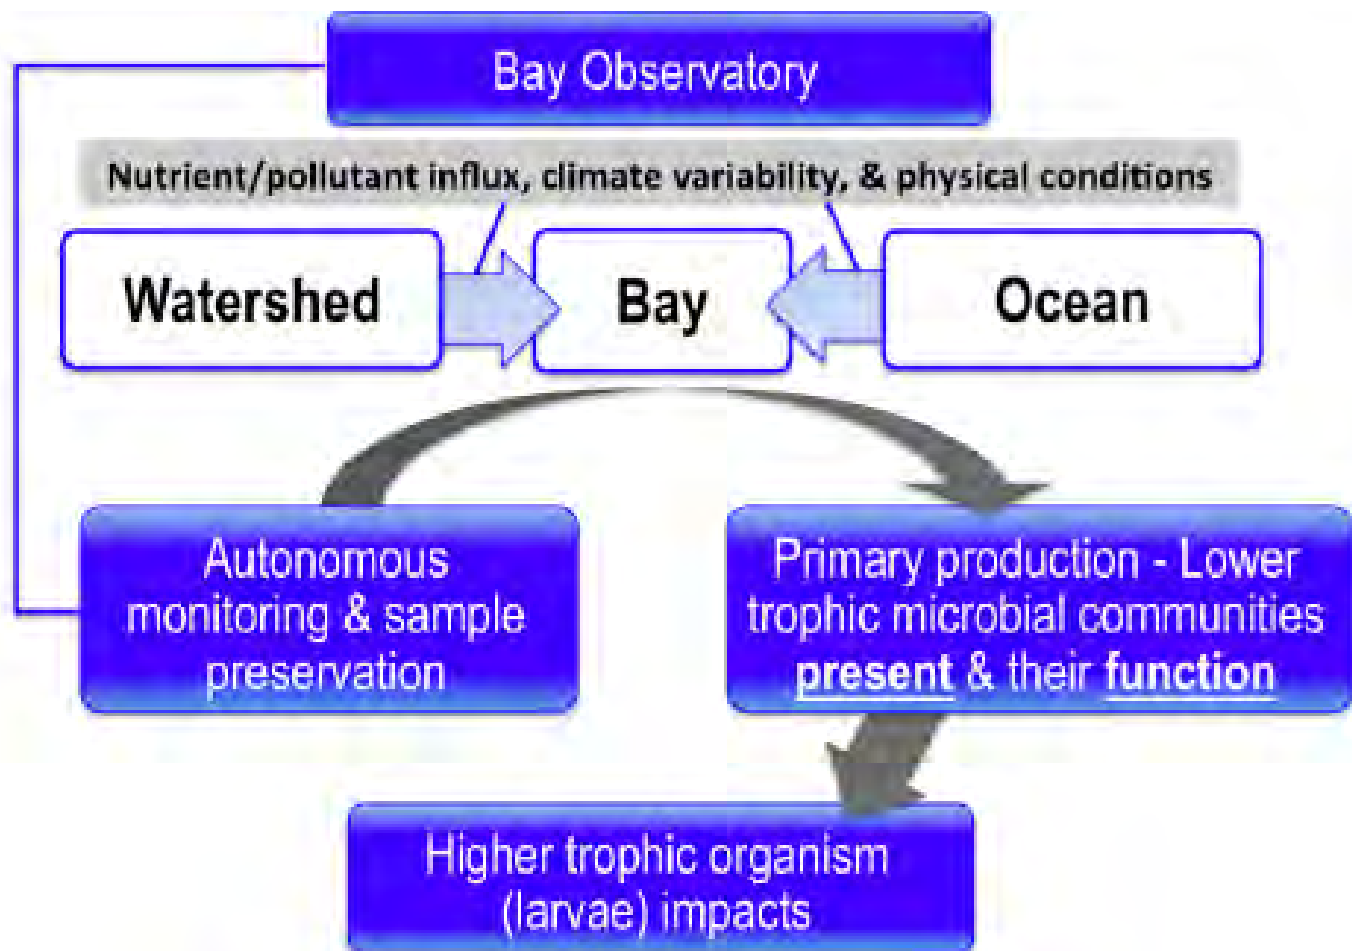 Bay Observatory
Nutrient/pollutant influx, climate variability, & physical conditions
Watershed
Bay
Ocean
Autonomous
monitoring & sample
preservation
Primary production - Lower
trophic microbial communities
present & their function
Higher trophic organism
(larvae) impacts